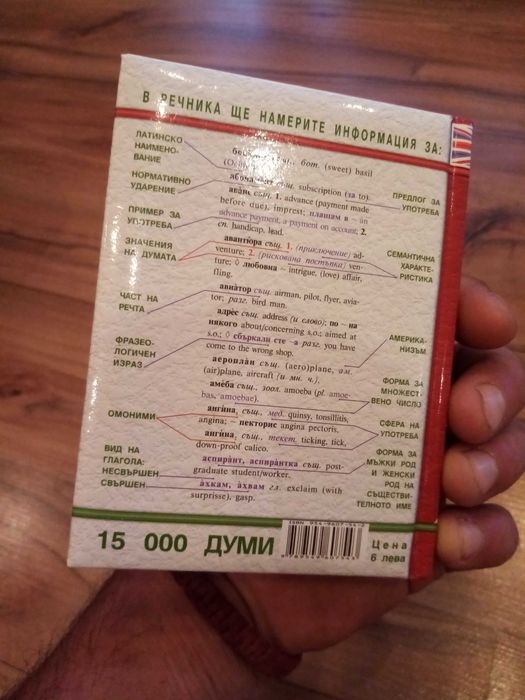 В РЕЧНИКА ЩЕ НАМЕРИТЕ ИНФОРМАЦИЯ ЗА:
ЛАТИНСКО
НАИМЕНО-
ВАНИЕ
НОРМАТИВНО
УДАРЕНИЕ
ПРИМЕР ЗА
УПОТРЕБА
ЗНАЧЕНИЯ
НА ДУМАТА
ЧАСТ НА
РЕЧТА
ФРАЗЕО-
ЛОГИЧЕН
ИЗРАЗ
ОМОНИМИ
ВИД НА
ГЛАГОЛА:
НЕСВЪРШЕН
СВЪРШЕН
бот. (sweet) basil
абонамент същ. subscription (за to).
аванс същ. 1. advance (payment made
before due), imprest; плащам в ~ an
advance payment, a payment on account; 2.
сп. handicap, lead.
авантюра същ. 1. (приключение) ad-
venture; 2. (рискована постъпка) ven-
ture; ◊ любовна ~ intrigue, (love) affair,
fling.
авиатор същ. airman, pilot, flyer, avia-
tor; разг. bird man.
адрес същ. address (и слово); по ~ на
някого about/concerning s.o.; aimed at
s.o.; ◊ сбъркали сте ~а разг. you have
come to the wrong shop.
аероплан същ. (aero)plane, ам.
(air)plane, aircraft (и мн. ч.).
амеба същ., зоол. amoeba (pl. amoe-
bas, amoebae).
ангина, същ., мед. quinsy, tonsillitis,
angina; ~ пекторис angina pectoris,
ангина, същ., текст. ticking, tick,
down-proof calico.
аспирант, аспирантка същ. post-
graduate student/worker.
ахкам, ахвам гл. exclaim (with
surprisse), gasp.
ПРЕДЛОГ ЗА
УПОТРЕБА
СЕМАНТИЧНА
ХАРАКТЕ-
РИСТИКА
АМЕРИКА-
НИЗЪМ
ФОРМА ЗА
МНОЖЕСТ-
ВЕНО ЧИСЛО
СФЕРА НА
УПОТРЕБА
ФОРМА ЗА
МЪЖКИ РОД
И ЖЕНСКИ
РОД НА
СЪЩЕСТВИ-
ТЕЛНОТО ИМЕ
15 000 ДУМИ
Цена
6 лева